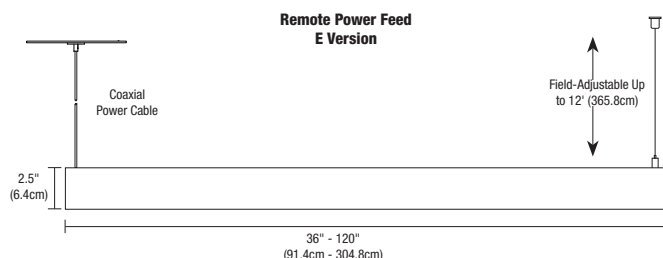 Remote Power Feed
E Version
Coaxial
Power Cable
Field-Adjustable Up
to 12' (365.8cm)
2.5"
(6.4cm)
36" - 120"
(91.4cm - 304.8cm)